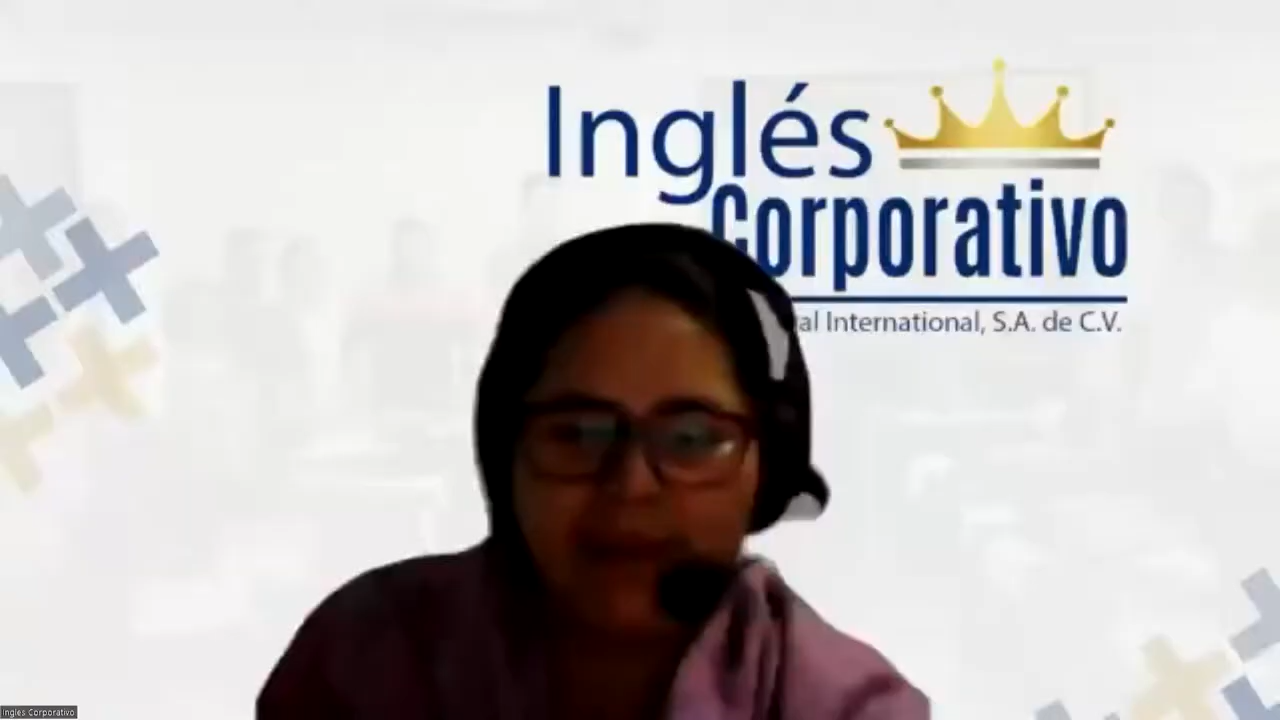 Inglés
Corporativo
al International, S.A. de C.V.
Ingles Corporativo